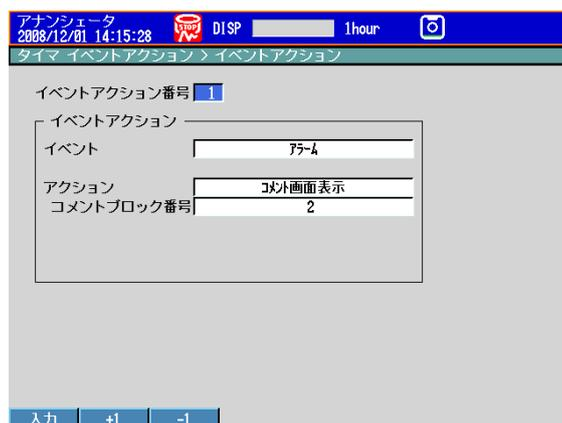 アナンシェータ
2008/12/01 14:15:28 STOP DISP 1hour
タイマ イベントアクション > イベントアクション
イベントアクション番号 1
イベントアクション
イベント アラーム
アクション コメント画面表示
コメントブロック番号 2
入力 +1 -1